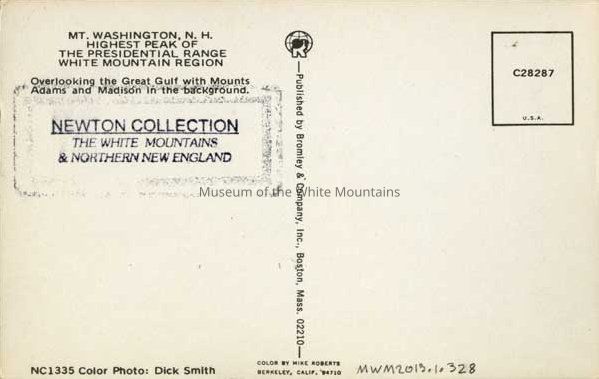 MT. WASHINGTON, N. H.
HIGHEST PEAK OF
THE PRESIDENTIAL RANGE
WHITE MOUNTAIN REGION
Overlooking the Great Gulf with Mounts
Adams and Madison in the background.
NEWTON COLLECTION
THE WHITE MOUNTAINS
& NORTHERN NEW ENGLAND
Museum of the White Mountains
—Published by Bromley & Company, Inc., Boston, Mass. 02210—
C28287
U.S.A.
NC1335 Color Photo: Dick Smith
COLOR BY MIKE ROBERTS
BERKELEY, CALIF. 94710
MWM2013.1.328